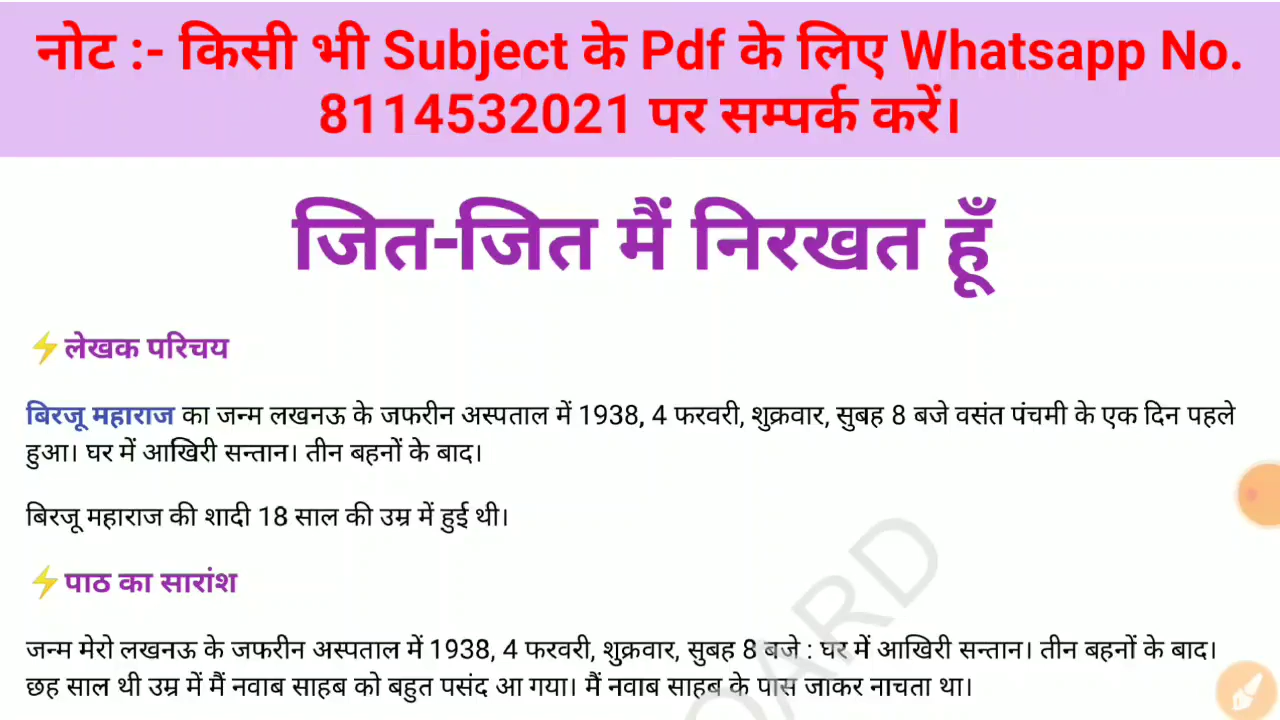 नोट :- किसी भी Subject के Pdf के लिए Whatsapp No.
8114532021 पर सम्पर्क करें।
जित-जित मैं निरखत हूँ
⚡लेखक परिचय
बिरजू महाराज का जन्म लखनऊ के जफरीन अस्पताल में 1938, 4 फरवरी, शुक्रवार, सुबह 8 बजे वसंत पंचमी के एक दिन पहले
हुआ। घर में आखिरी सन्तान। तीन बहनों के बाद।
बिरजू महाराज की शादी 18 साल की उम्र में हुई थी।
⚡पाठ का सारांश
जन्म मेरो लखनऊ के जफरीन अस्पताल में 1938, 4 फरवरी, शुक्रवार, सुबह 8 बजे : घर में आखिरी सन्तान। तीन बहनों के बाद।
छह साल थी उम्र में मैं नवाब साहब को बहुत पसंद आ गया। मैं नवाब साहब के पास जाकर नाचता था।